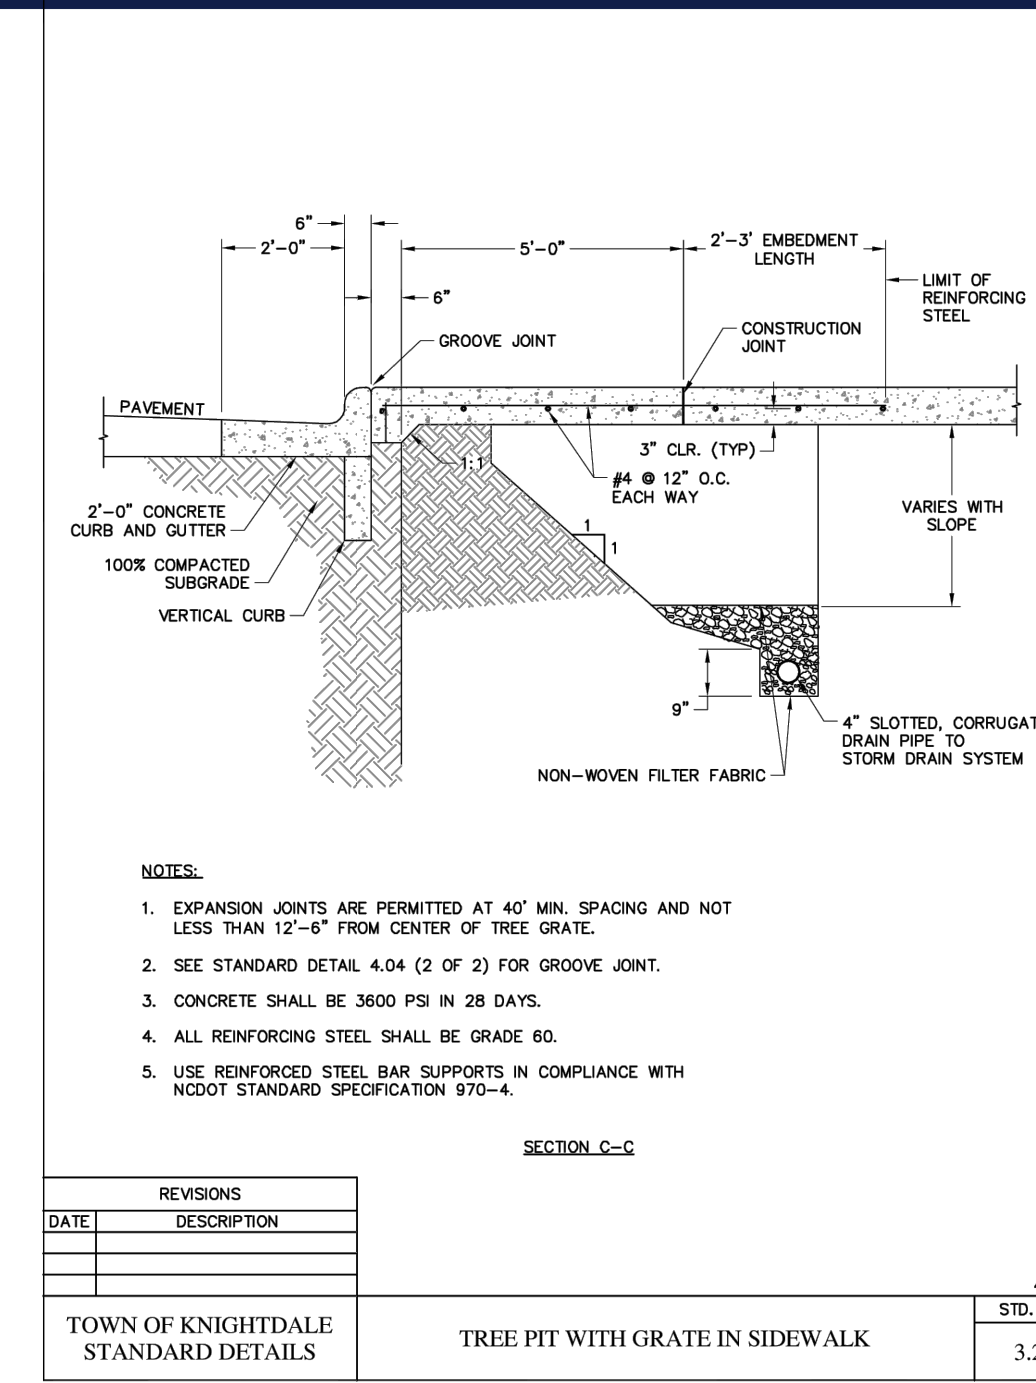 6"
2'-0"
5'-0"
2'-3' EMBEDMENT
LENGTH
6"
LIMIT OF
REINFORCING
STEEL
GROOVE JOINT
CONSTRUCTION
JOINT
PAVEMENT
1:1
3" CLR. (TYP)
#4 @ 12" O.C.
EACH WAY
2'-0" CONCRETE
CURB AND GUTTER
VARIES WITH
SLOPE
1
1
100% COMPACTED
SUBGRADE
VERTICAL CURB
9"
4" SLOTTED, CORRUGAT
DRAIN PIPE TO
STORM DRAIN SYSTEM
NON-WOVEN FILTER FABRIC
NOTES:
1. EXPANSION JOINTS ARE PERMITTED AT 40' MIN. SPACING AND NOT
LESS THAN 12'-6" FROM CENTER OF TREE GRATE.
2. SEE STANDARD DETAIL 4.04 (2 OF 2) FOR GROOVE JOINT.
3. CONCRETE SHALL BE 3600 PSI IN 28 DAYS.
4. ALL REINFORCING STEEL SHALL BE GRADE 60.
5. USE REINFORCED STEEL BAR SUPPORTS IN COMPLIANCE WITH
NCDOT STANDARD SPECIFICATION 970-4.
SECTION C-C
REVISIONS
DATE DESCRIPTION
TOWN OF KNIGHTDALE
STANDARD DETAILS
TREE PIT WITH GRATE IN SIDEWALK
STD.
3.2